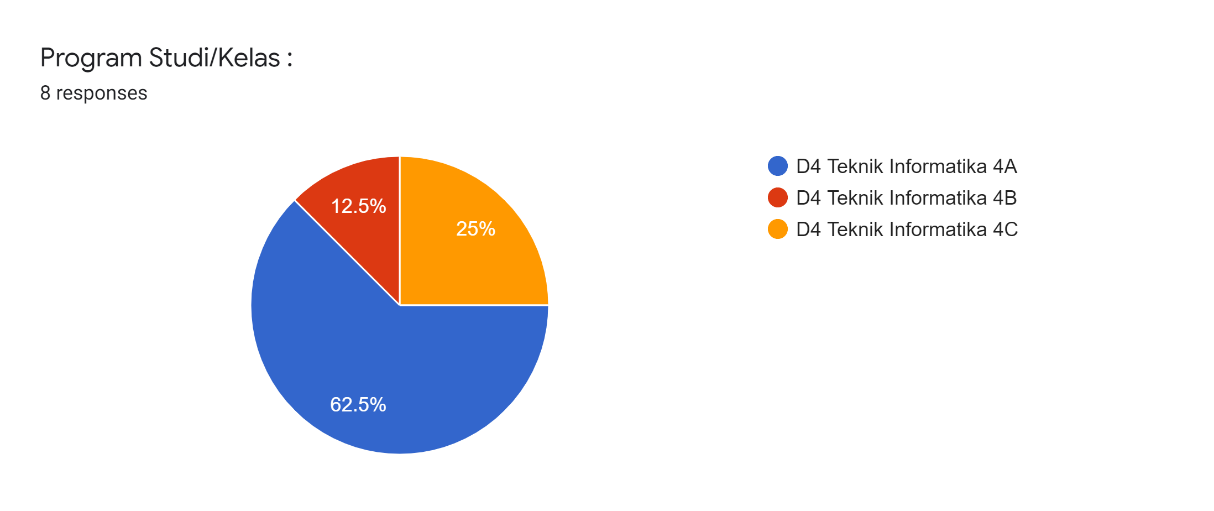 Program Studi/Kelas :
8 responses
12.5%
25%
62.5%
D4 Teknik Informatika 4A
D4 Teknik Informatika 4B
D4 Teknik Informatika 4C